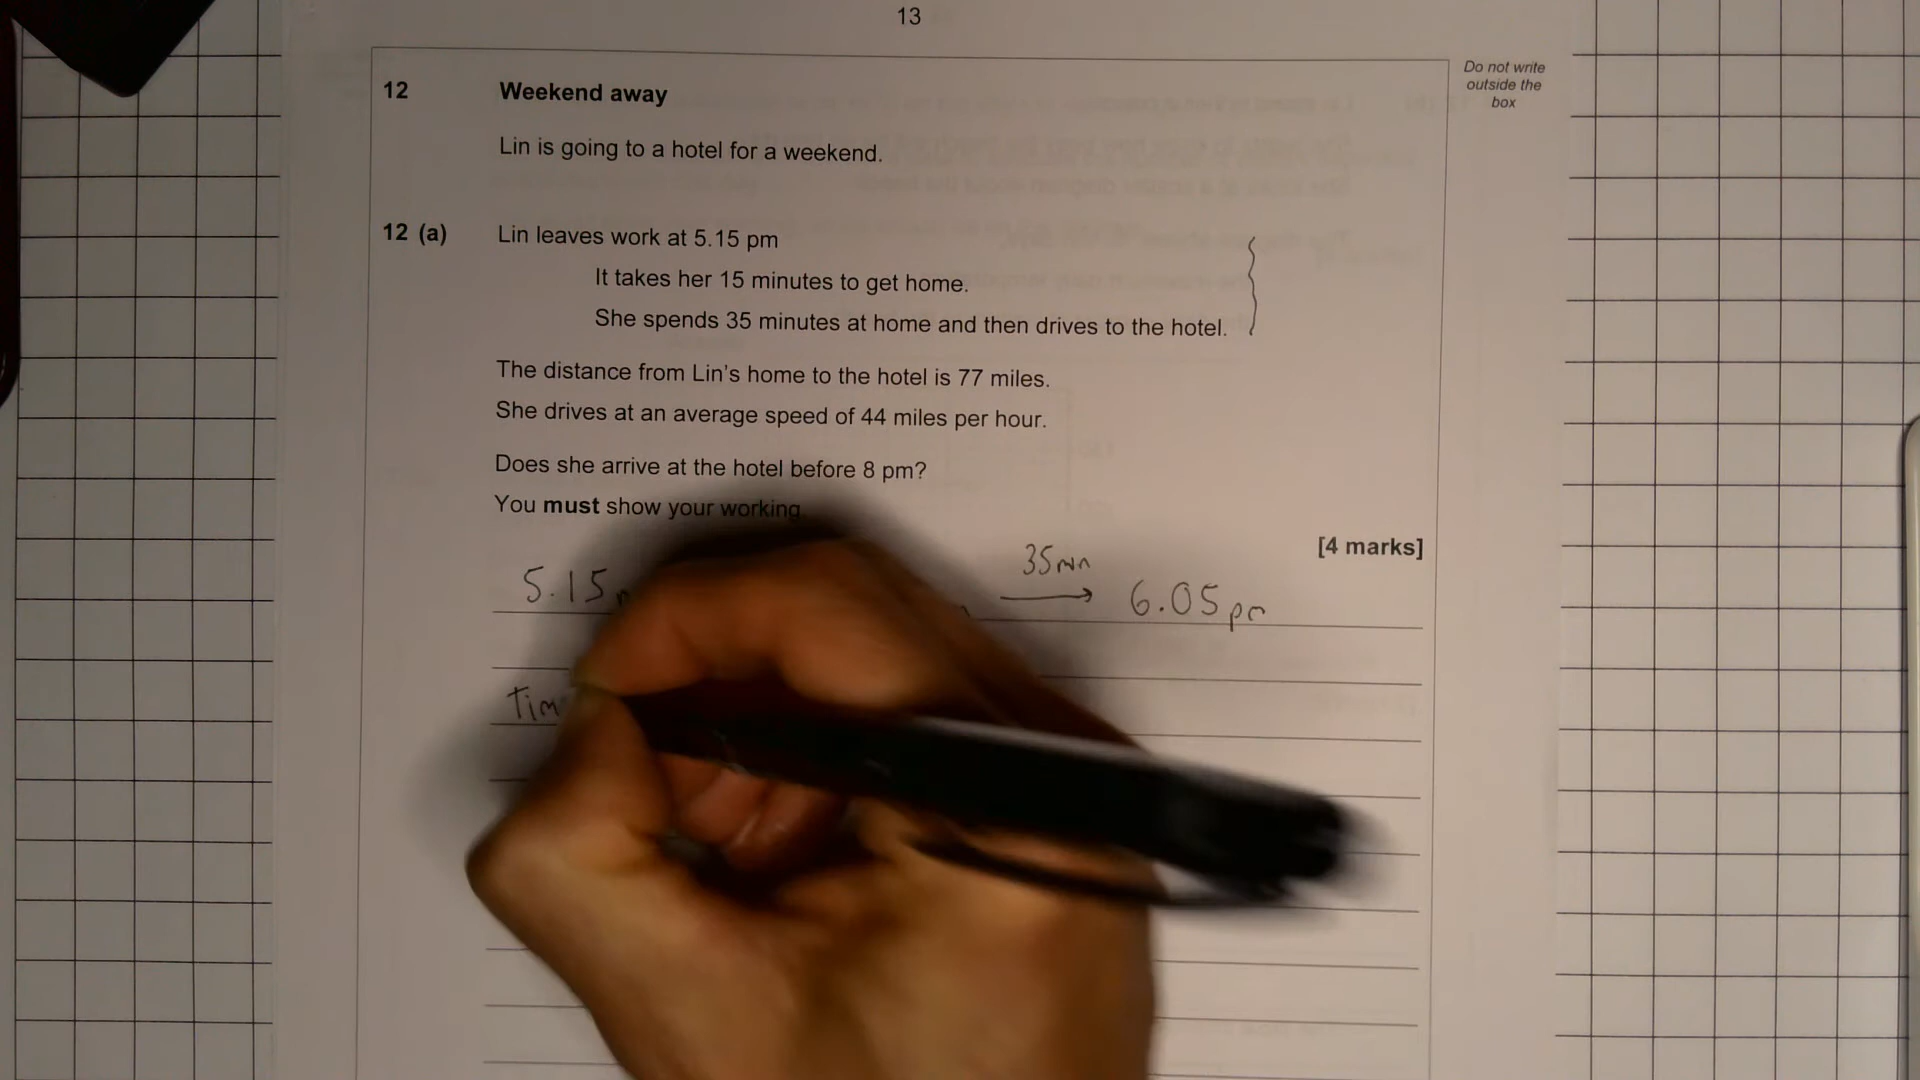 13
Do not write
outside the
box
12 Weekend away
Lin is going to a hotel for a weekend.
12 (a) Lin leaves work at 5.15 pm
It takes her 15 minutes to get home.
She spends 35 minutes at home and then drives to the hotel.
The distance from Lin's home to the hotel is 77 miles.
She drives at an average speed of 44 miles per hour.
Does she arrive at the hotel before 8 pm?
You must show your working.
[4 marks]
5.15 35min 6.05pm